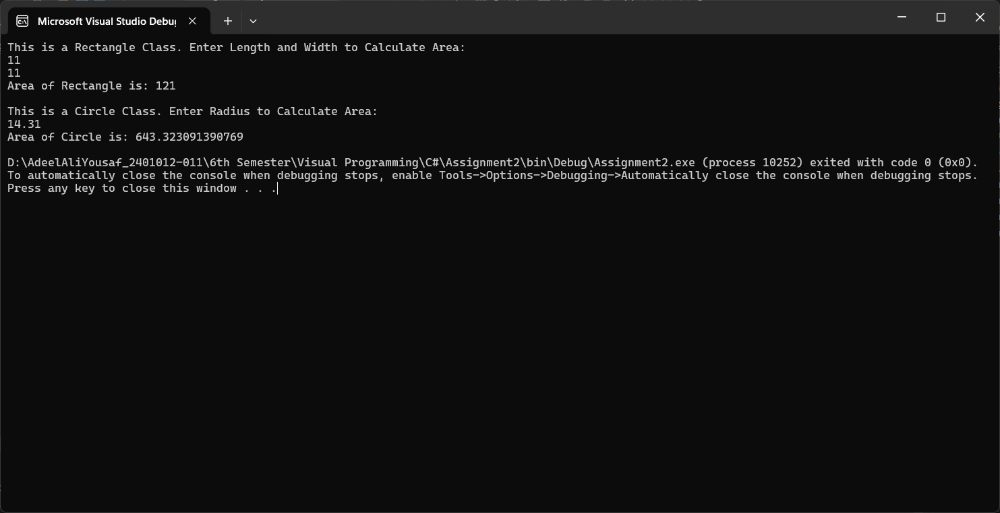 Microsoft Visual Studio Debug
This is a Rectangle Class. Enter Length and Width to Calculate Area:
11
11
Area of Rectangle is: 121
This is a Circle Class. Enter Radius to Calculate Area:
14.31
Area of Circle is: 643.323091390769
D:\AdeelAliYousaf_2401012-011\6th Semester\Visual Programming\C#\Assignment2\bin\Debug\Assignment2.exe (process 10252) exited with code 0 (0x0).
To automatically close the console when debugging stops, enable Tools->Options->Debugging->Automatically close the console when debugging stops.
Press any key to close this window . . .